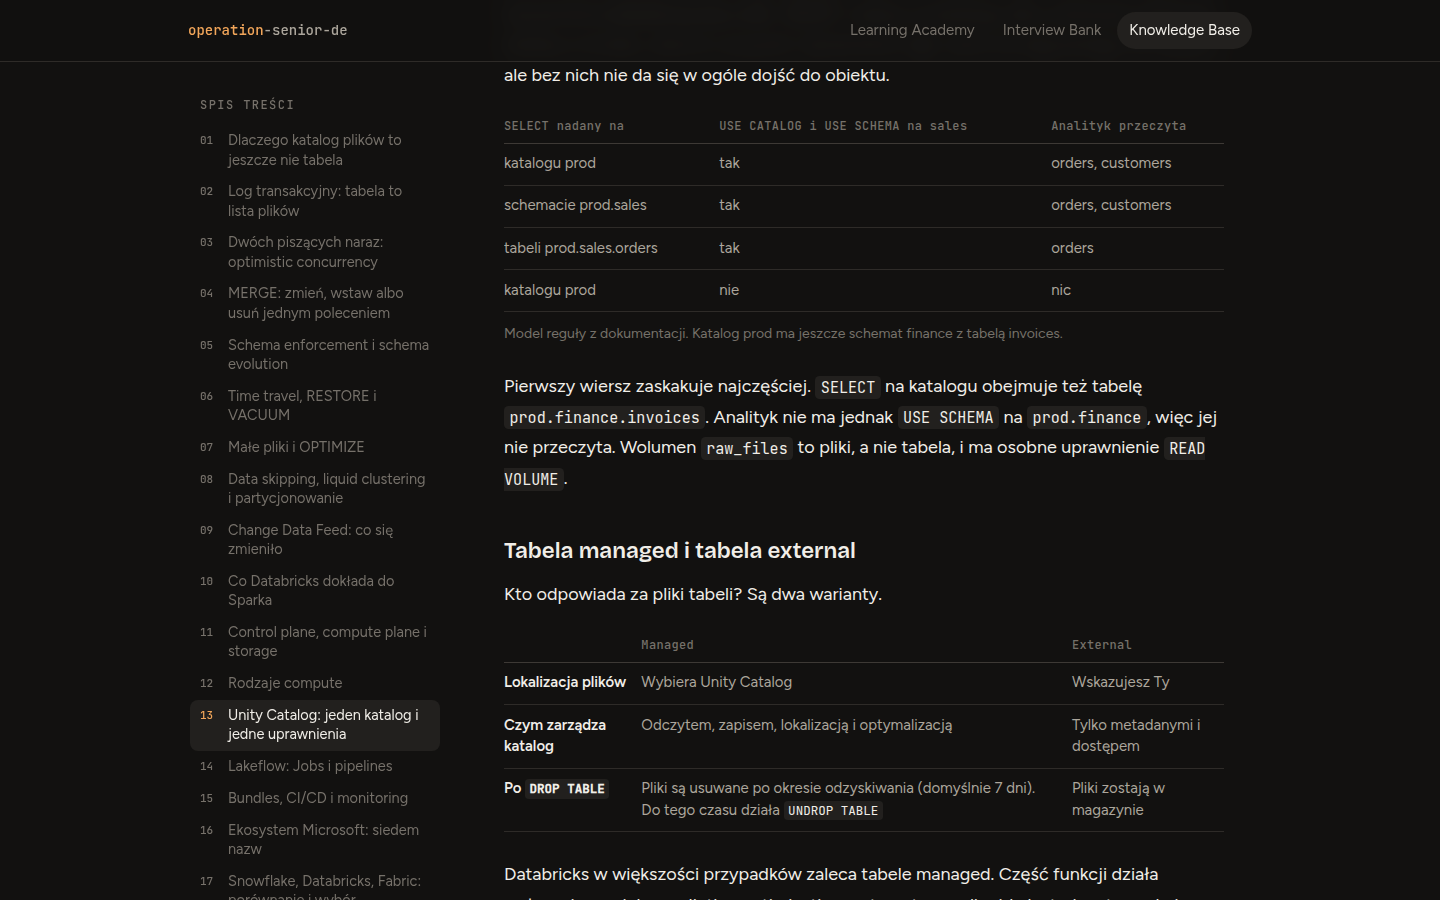 operation-senior-de
Learning Academy
Interview Bank
Knowledge Base
SPIS TREŚCI
01 Dlaczego katalog plików to
jeszcze nie tabela
02 Log transakcyjny: tabela to
lista plików
03 Dwóch piszących naraz:
optimistic concurrency
04 MERGE: zmień, wstaw albo
usuń jednym poleceniem
05 Schema enforcement i schema
evolution
06 Time travel, RESTORE i
VACUUM
07 Małe pliki i OPTIMIZE
08 Data skipping, liquid clustering
i partycjonowanie
09 Change Data Feed: co się
zmieniło
10 Co Databricks dokłada do
Sparka
11 Control plane, compute plane i
storage
12 Rodzaje compute
13 Unity Catalog: jeden katalog i
jedne uprawnienia
14 Lakeflow: Jobs i pipelines
15 Bundles, CI/CD i monitoring
16 Ekosystem Microsoft: siedem
nazw
17 Snowflake, Databricks, Fabric:
porównanie i wybór
ale bez nich nie da się w ogóle dojść do obiektu.
SELECT nadany na USE CATALOG i USE SCHEMA na sales Analityk przeczyta
katalogu prod tak orders, customers
schemacie prod.sales tak orders, customers
tabeli prod.sales.orders tak orders
katalogu prod nie nic
Model reguły z dokumentacji. Katalog prod ma jeszcze schemat finance z tabelą invoices.
Pierwszy wiersz zaskakuje najczęściej. SELECT na katalogu obejmuje też tabelę
prod.finance.invoices. Analityk nie ma jednak USE SCHEMA na prod.finance, więc jej
nie przeczyta. Wolumen raw_files to pliki, a nie tabela, i ma osobne uprawnienie READ
VOLUME.
Tabela managed i tabela external
Kto odpowiada za pliki tabeli? Są dwa warianty.
Managed External
Lokalizacja plików Wybiera Unity Catalog Wskazujesz Ty
Czym zarządza Odczytem, zapisem, lokalizacją i optymalizacją Tylko metadanymi i
katalog dostępem
Po DROP TABLE Pliki są usuwane po okresie odzyskiwania (domyślnie 7 dni). Pliki zostają w
Do tego czasu działa UNDROP TABLE magazynie
Databricks w większości przypadków zaleca tabele managed. Część funkcji działa